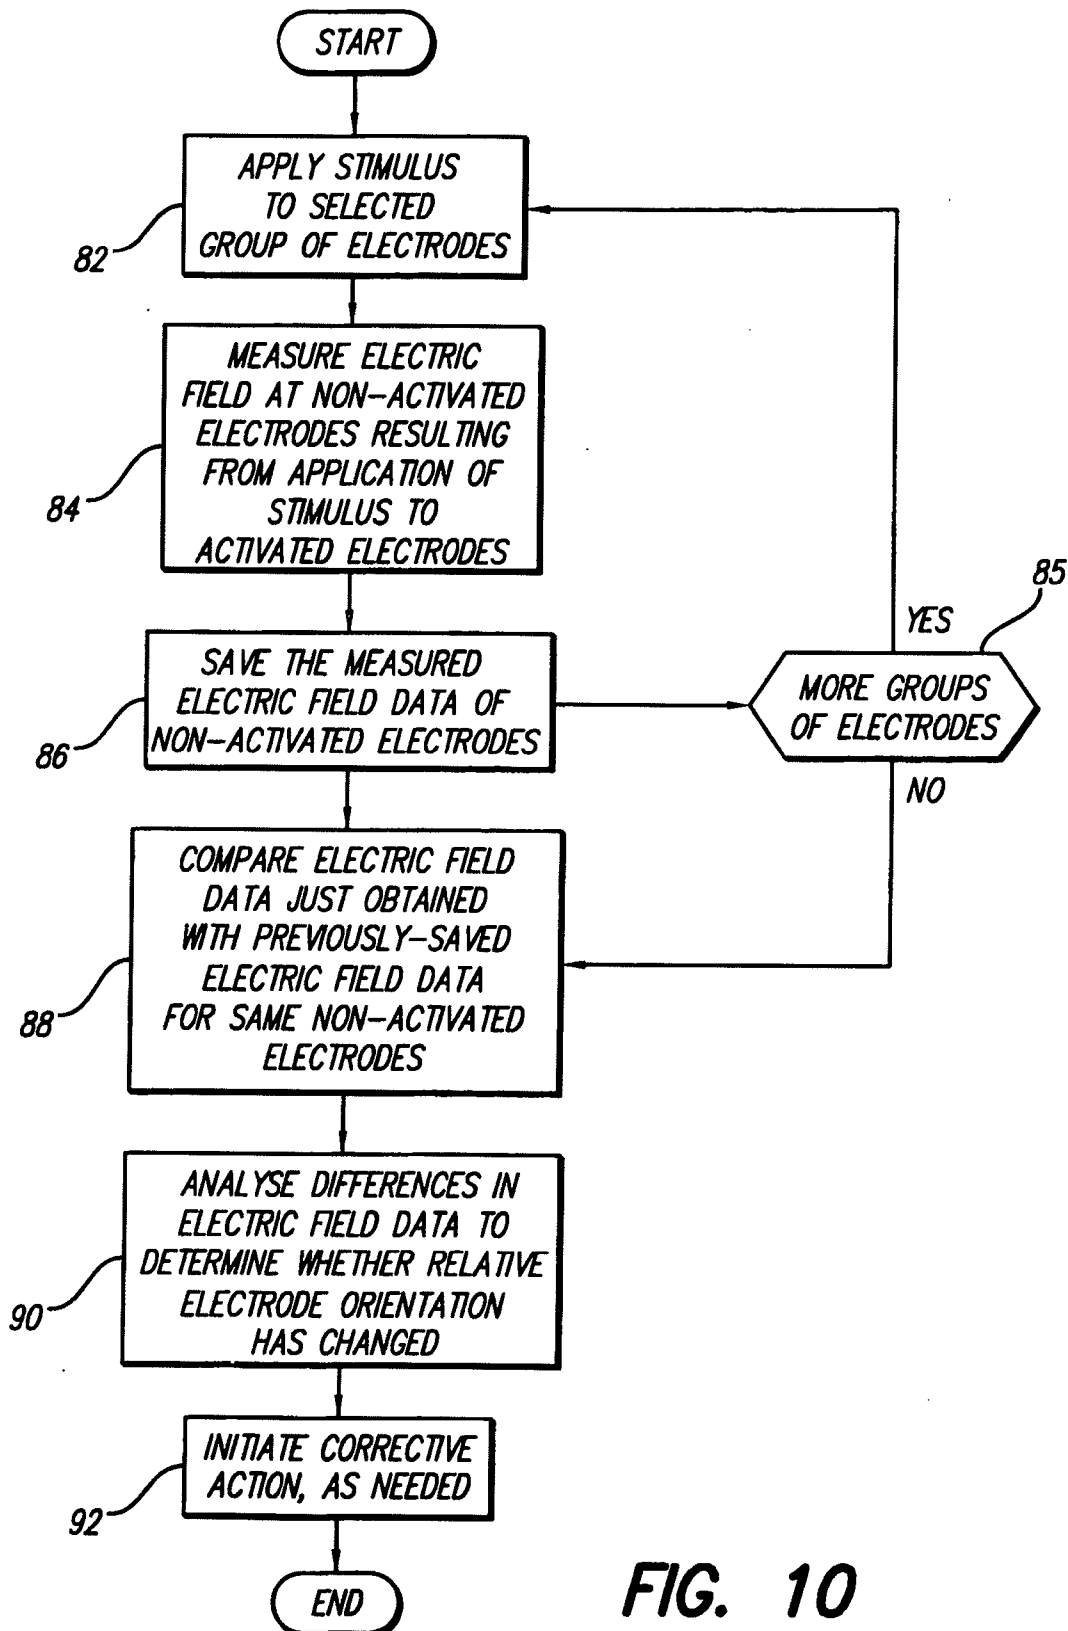 START
APPLY STIMULUS
TO SELECTED
GROUP OF ELECTRODES
82
MEASURE ELECTRIC
FIELD AT NON-ACTIVATED
ELECTRODES RESULTING
FROM APPLICATION OF
STIMULUS TO
ACTIVATED ELECTRODES
84
85
YES
MORE GROUPS
OF ELECTRODES
NO
SAVE THE MEASURED
ELECTRIC FIELD DATA OF
NON-ACTIVATED ELECTRODES
86
COMPARE ELECTRIC FIELD
DATA JUST OBTAINED
WITH PREVIOUSLY-SAVED
ELECTRIC FIELD DATA
FOR SAME NON-ACTIVATED
ELECTRODES
88
ANALYSE DIFFERENCES IN
ELECTRIC FIELD DATA TO
DETERMINE WHETHER RELATIVE
ELECTRODE ORIENTATION
HAS CHANGED
90
INITIATE CORRECTIVE
ACTION, AS NEEDED
92
END
FIG. 10